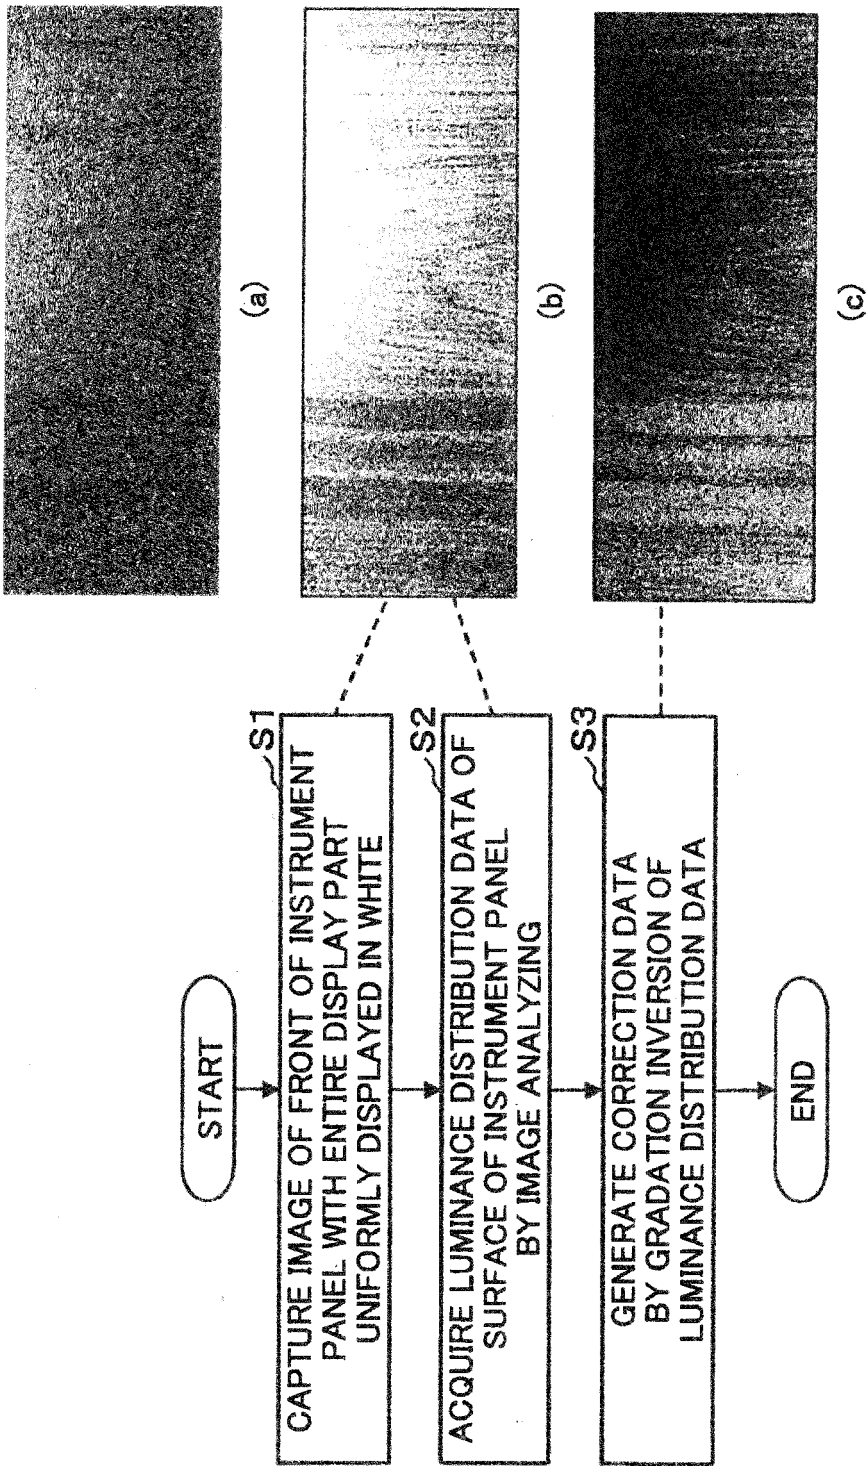 START
S1
CAPTURE IMAGE OF FRONT OF INSTRUMENT
PANEL WITH ENTIRE DISPLAY PART
UNIFORMLY DISPLAYED IN WHITE
S2
ACQUIRE LUMINANCE DISTRIBUTION DATA OF
SURFACE OF INSTRUMENT PANEL
BY IMAGE ANALYZING
S3
GENERATE CORRECTION DATA
BY GRADATION INVERSION OF
LUMINANCE DISTRIBUTION DATA
END
(a)
(b)
(c)